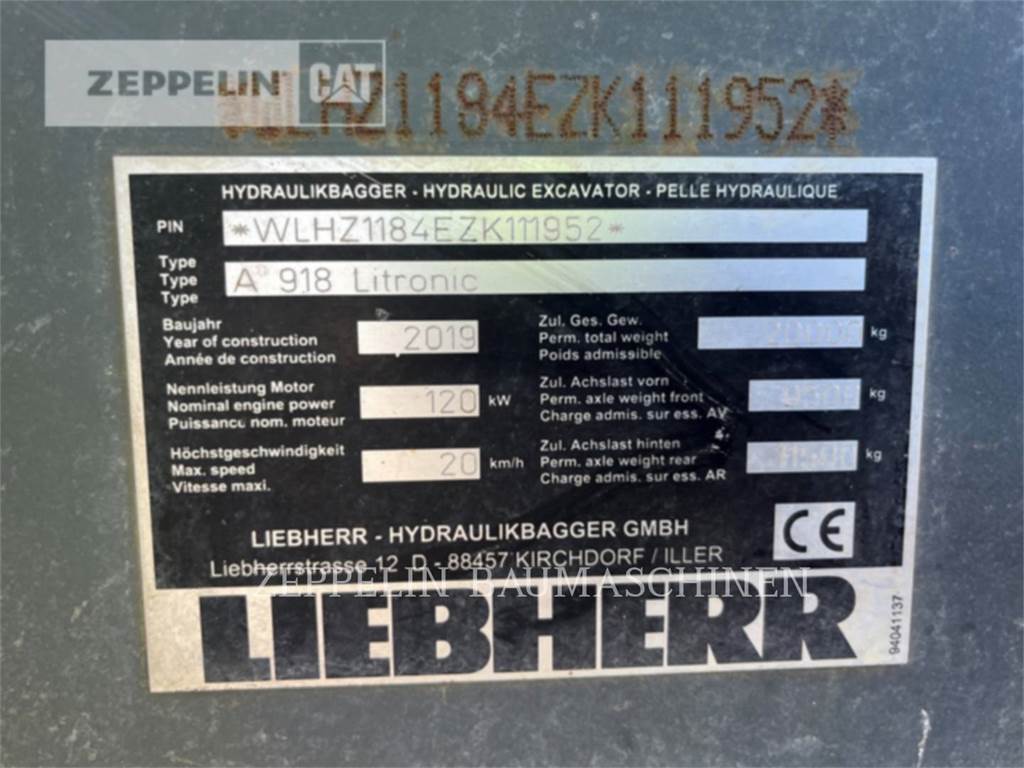 ZEPPELIN CAT
*WLHZ1184EZK111952*
HYDRAULIKBAGGER - HYDRAULIC EXCAVATOR - PELLE HYDRAULIQUE
PIN *WLHZ1184EZK111952*
Type
Type A 918 Litronic
Type
Baujahr
Year of construction 2019
Année de construction
Nennleistung Motor
Nominal engine power 120 kW
Puissance nom. moteur
Höchstgeschwindigkeit
Max. speed 20 km/h
Vitesse maxi.
Zul. Ges. Gew.
Perm. total weight kg
Poids admissible
Zul. Achslast vorn
Perm. axle weight front kg
Charge admis. sur ess. AV
Zul. Achslast hinten
Perm. axle weight rear kg
Charge admis. sur ess. AR
CE
LIEBHERR - HYDRAULIKBAGGER GMBH
Liebherrstrasse 12 D - 88457 KIRCHDORF / ILLER
ZEPPELIN BAUMASCHINEN
LIEBHERR
94041137